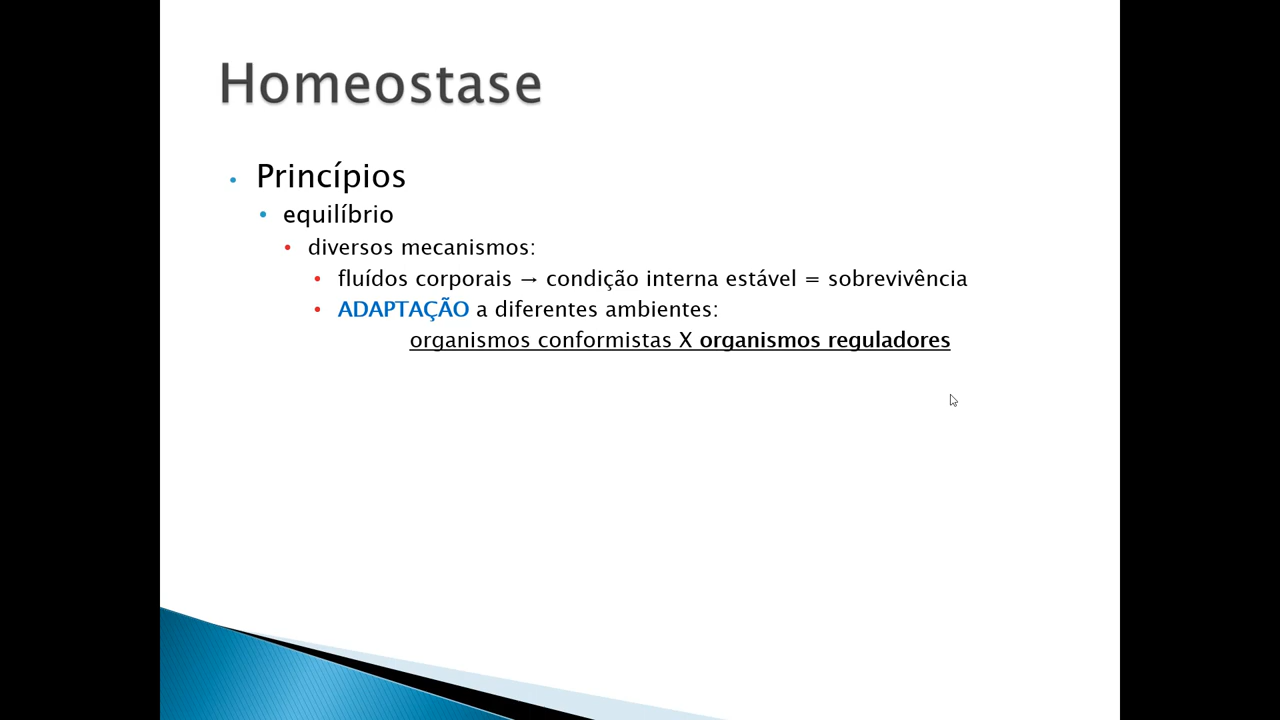 Homeostase
• Princípios
• equilíbrio
• diversos mecanismos:
• fluídos corporais → condição interna estável = sobrevivência
• ADAPTAÇÃO a diferentes ambientes:
organismos conformistas X organismos reguladores